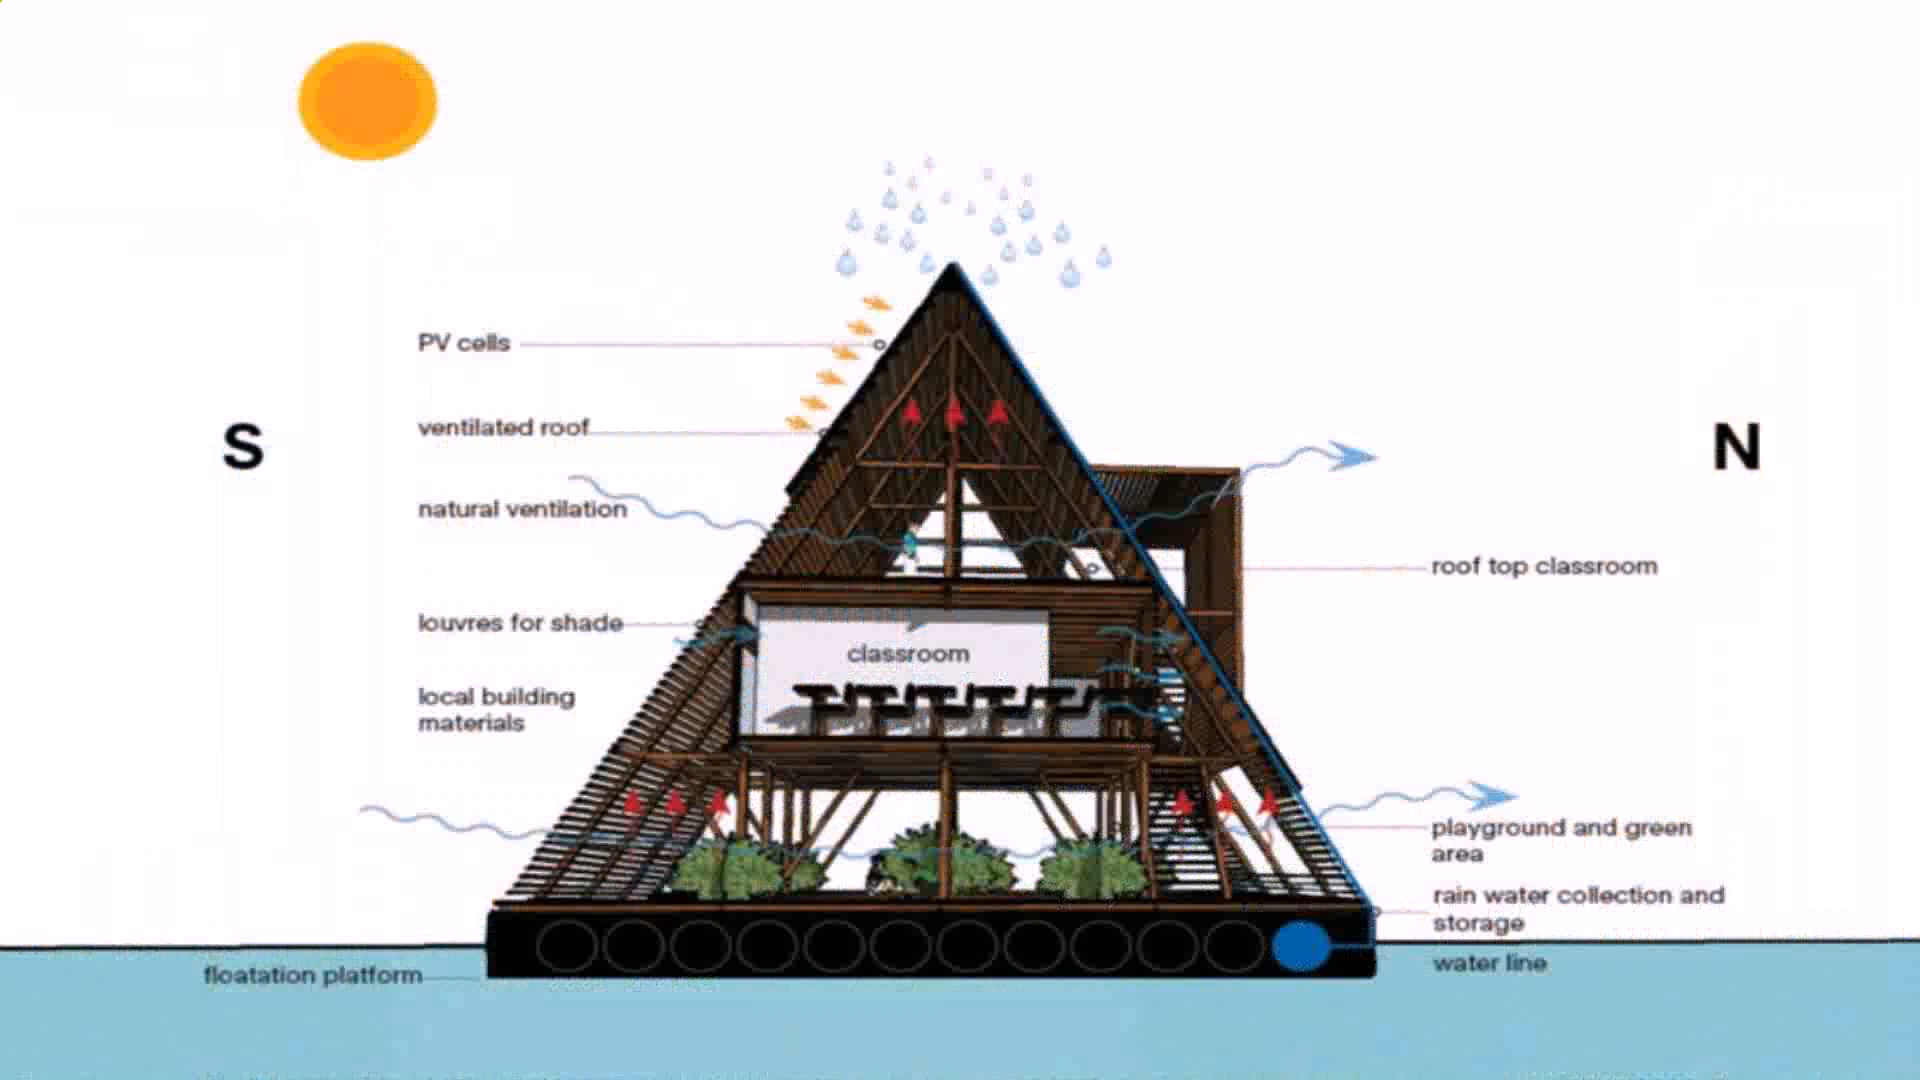 PV cells
ventilated roof
S
N
natural ventilation
roof top classroom
louvres for shade
classroom
local building
materials
playground and green
area
rain water collection and
storage
water line
floatation platform